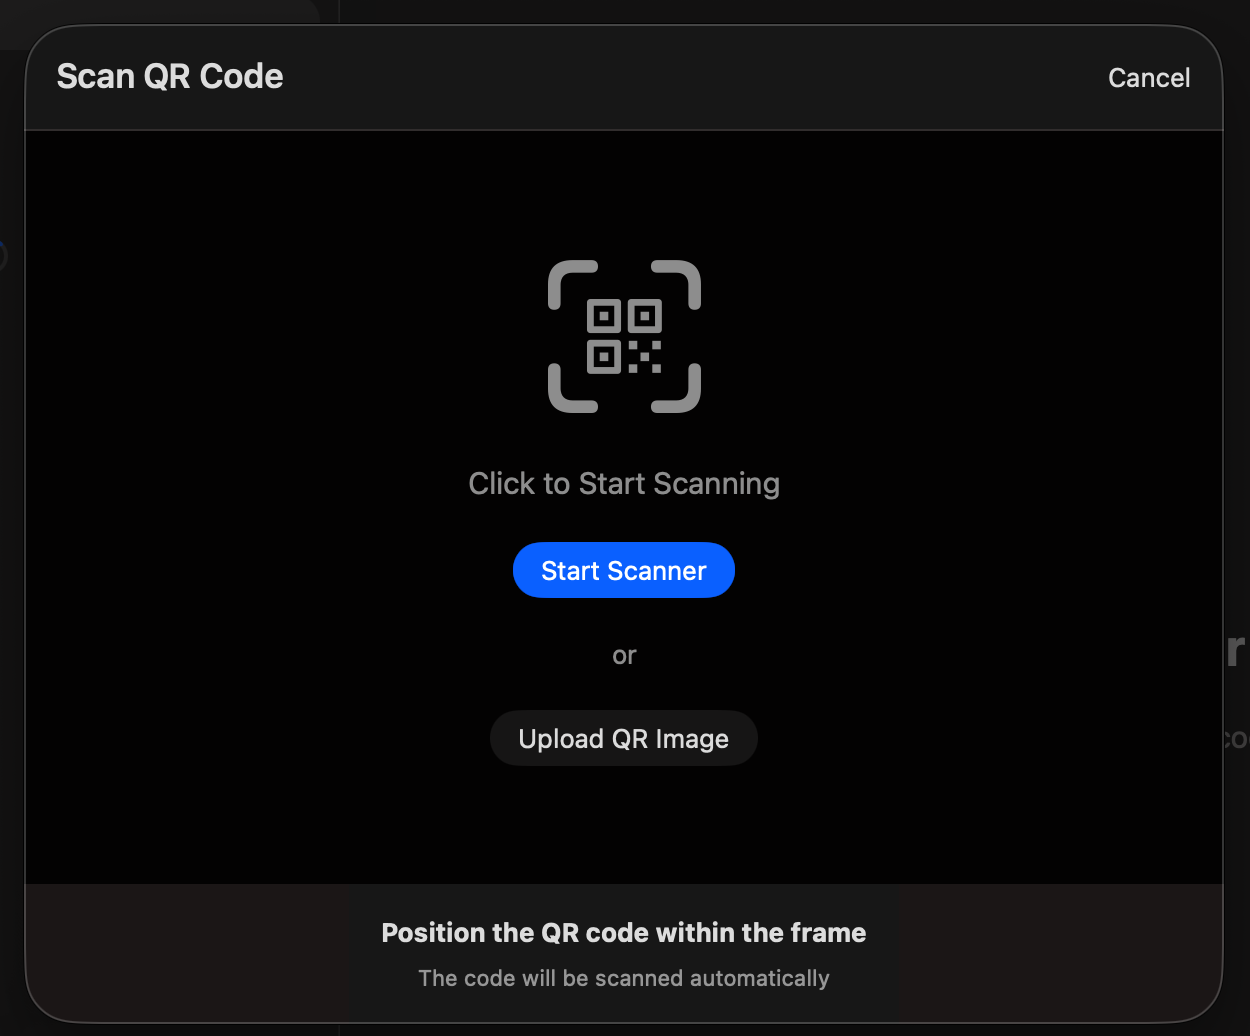 Scan QR Code
Cancel
Click to Start Scanning
Start Scanner
or
Upload QR Image
Position the QR code within the frame
The code will be scanned automatically